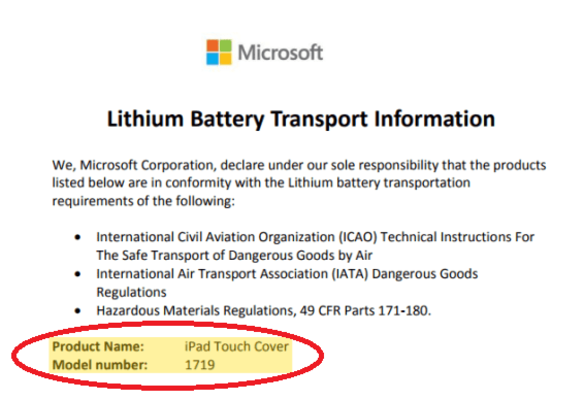 Microsoft
Lithium Battery Transport Information
We, Microsoft Corporation, declare under our sole responsibility that the products
listed below are in conformity with the Lithium battery transportation
requirements of the following:
• International Civil Aviation Organization (ICAO) Technical Instructions For
The Safe Transport of Dangerous Goods by Air
• International Air Transport Association (IATA) Dangerous Goods
Regulations
• Hazardous Materials Regulations, 49 CFR Parts 171-180.
Product Name: iPad Touch Cover
Model number: 1719